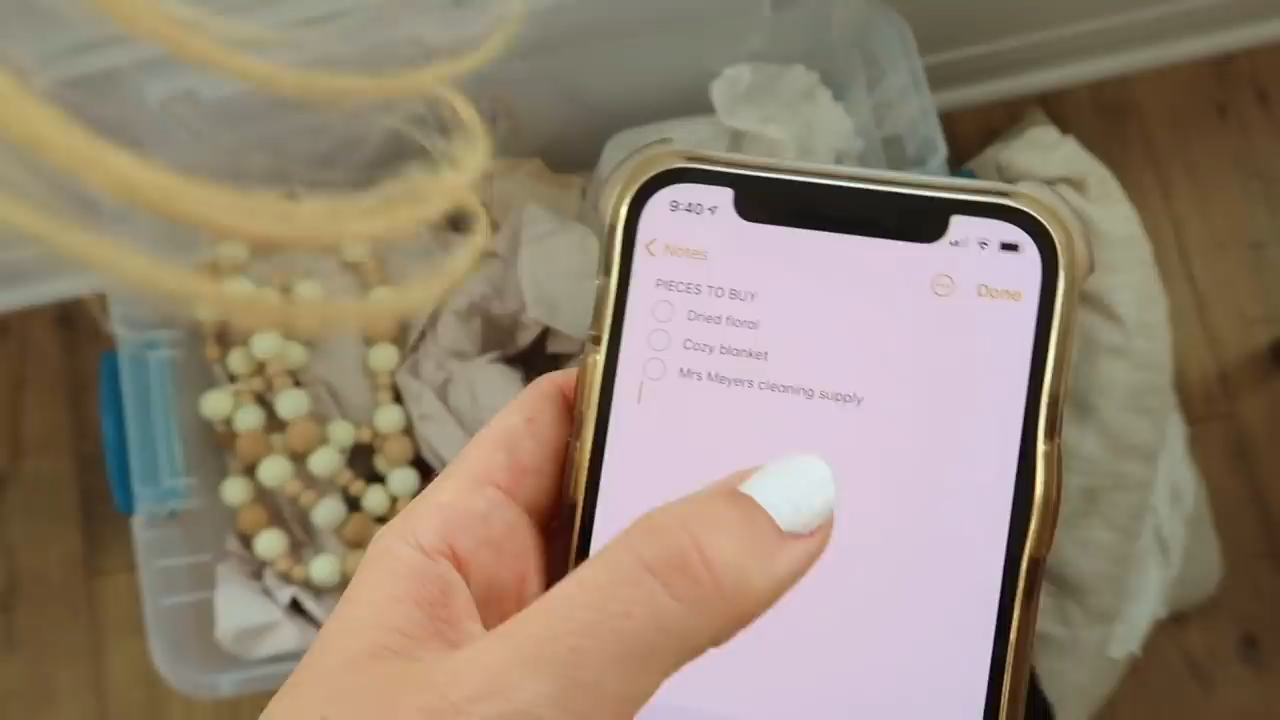 9:40
Notes
Done
PIECES TO BUY
Dried floral
Cozy blanket
Mrs Meyers cleaning supply